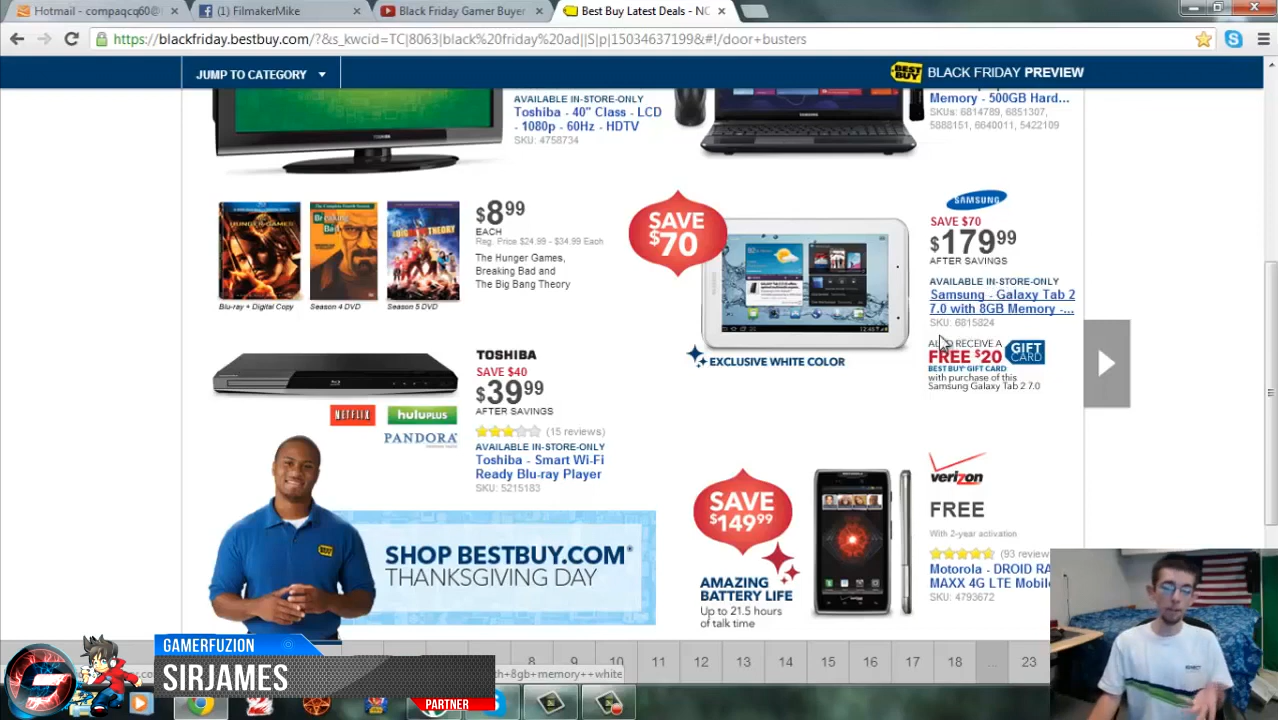 Hotmail - compaqcq60@
FilmakerMike
Black Friday Gamer Buyer
Best Buy Latest Deals - NO
https://blackfriday.bestbuy.com/?&s_kwcid=TC|8063|black%20friday%20ad||S|p|15034637199&#!/door+busters
JUMP TO CATEGORY
BEST BUY
BLACK FRIDAY PREVIEW
TOSHIBA
AVAILABLE IN-STORE-ONLY
Toshiba - 40" Class - LCD
- 1080p - 60Hz - HDTV
SKU: 4758734
SAMSUNG
Memory - 500GB Hard...
SKUs: 6814789, 6851307,
5888151, 6640011, 5422109
Blu-ray + Digital Copy
Season 4 DVD
Season 5 DVD
$8.99
EACH
Reg. Price $24.99 - $34.99 Each
The Hunger Games,
Breaking Bad and
The Big Bang Theory
SAVE
$70
EXCLUSIVE WHITE COLOR
SAMSUNG
SAVE $70
$179.99
AFTER SAVINGS
AVAILABLE IN-STORE-ONLY
Samsung - Galaxy Tab 2
7.0 with 8GB Memory -...
SKU: 6815824
ALSO RECEIVE A
FREE $20
GIFT CARD
BEST BUY GIFT CARD
with purchase of this
Samsung Galaxy Tab 2 7.0
NETFLIX
huluPLUS
PANDORA
TOSHIBA
SAVE $40
$39.99
AFTER SAVINGS
(15 reviews)
AVAILABLE IN-STORE-ONLY
Toshiba - Smart Wi-Fi
Ready Blu-ray Player
SKU: 5215183
SHOP BESTBUY.COM®
THANKSGIVING DAY
SAVE
$149.99
AMAZING
BATTERY LIFE
Up to 21.5 hours
of talk time
verizon
FREE
With 2-year activation
(93 review
Motorola - DROID RA
MAXX 4G LTE Mobil
SKU: 4793672
8 9 10 11 12 13 14 15 16 17 18 ... 23
th+8gb+memory++white
GAMERFUZION
SIRJAMES
PARTNER